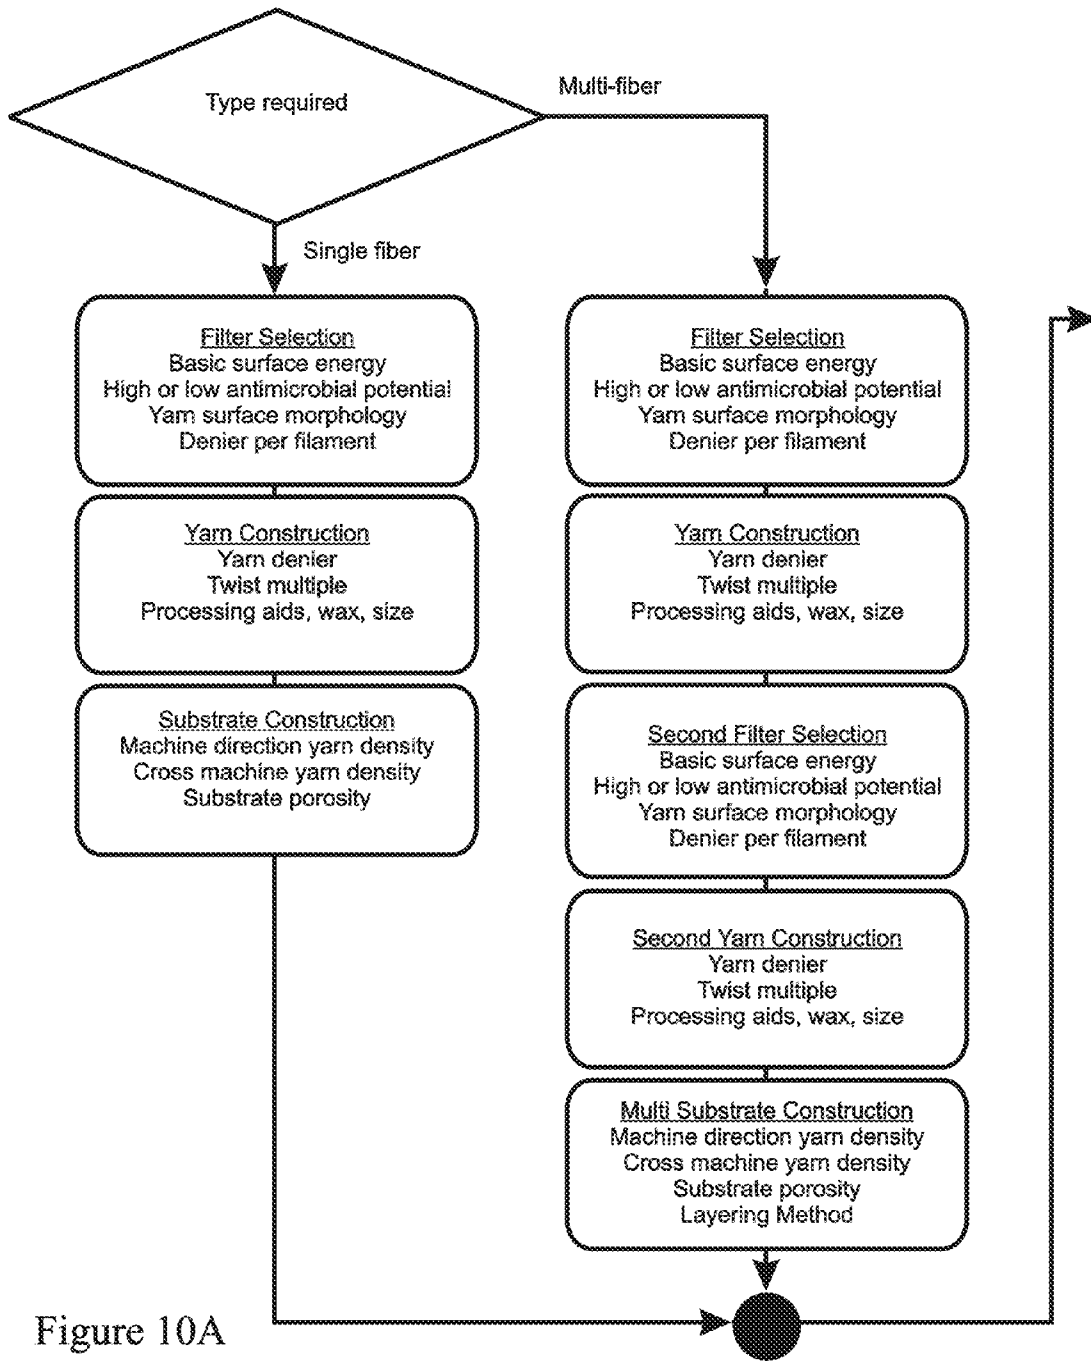 Type required
Multi-fiber
Single fiber
Filter Selection
Basic surface energy
High or low antimicrobial potential
Yarn surface morphology
Denier per filament
Yarn Construction
Yarn denier
Twist multiple
Processing aids, wax, size
Substrate Construction
Machine direction yarn density
Cross machine yarn density
Substrate porosity
Filter Selection
Basic surface energy
High or low antimicrobial potential
Yarn surface morphology
Denier per filament
Yarn Construction
Yarn denier
Twist multiple
Processing aids, wax, size
Second Filter Selection
Basic surface energy
High or low antimicrobial potential
Yarn surface morphology
Denier per filament
Second Yarn Construction
Yarn denier
Twist multiple
Processing aids, wax, size
Multi Substrate Construction
Machine direction yarn density
Cross machine yarn density
Substrate porosity
Layering Method
Figure 10A